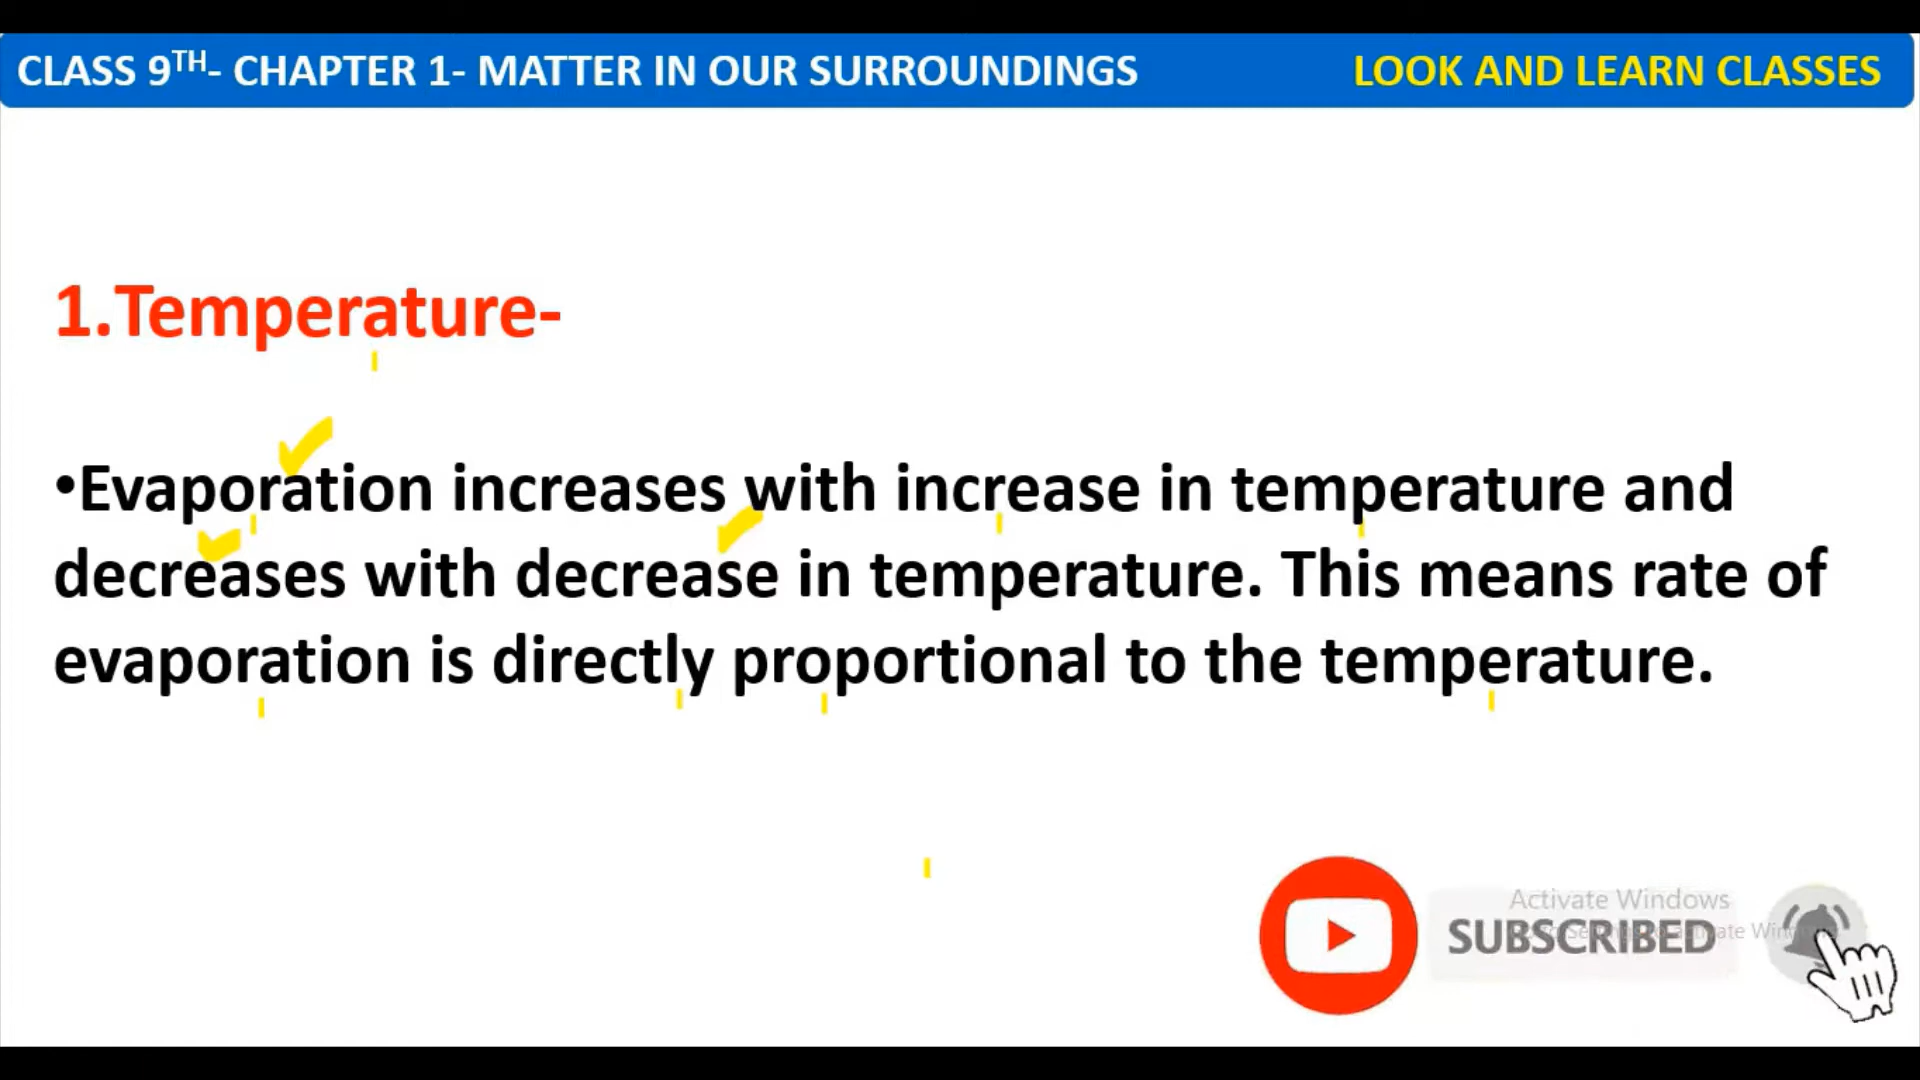 CLASS 9TH- CHAPTER 1- MATTER IN OUR SURROUNDINGS LOOK AND LEARN CLASSES
1.Temperature-
•Evaporation increases with increase in temperature and
decreases with decrease in temperature. This means rate of
evaporation is directly proportional to the temperature.
Activate Windows
SUBSCRIBED